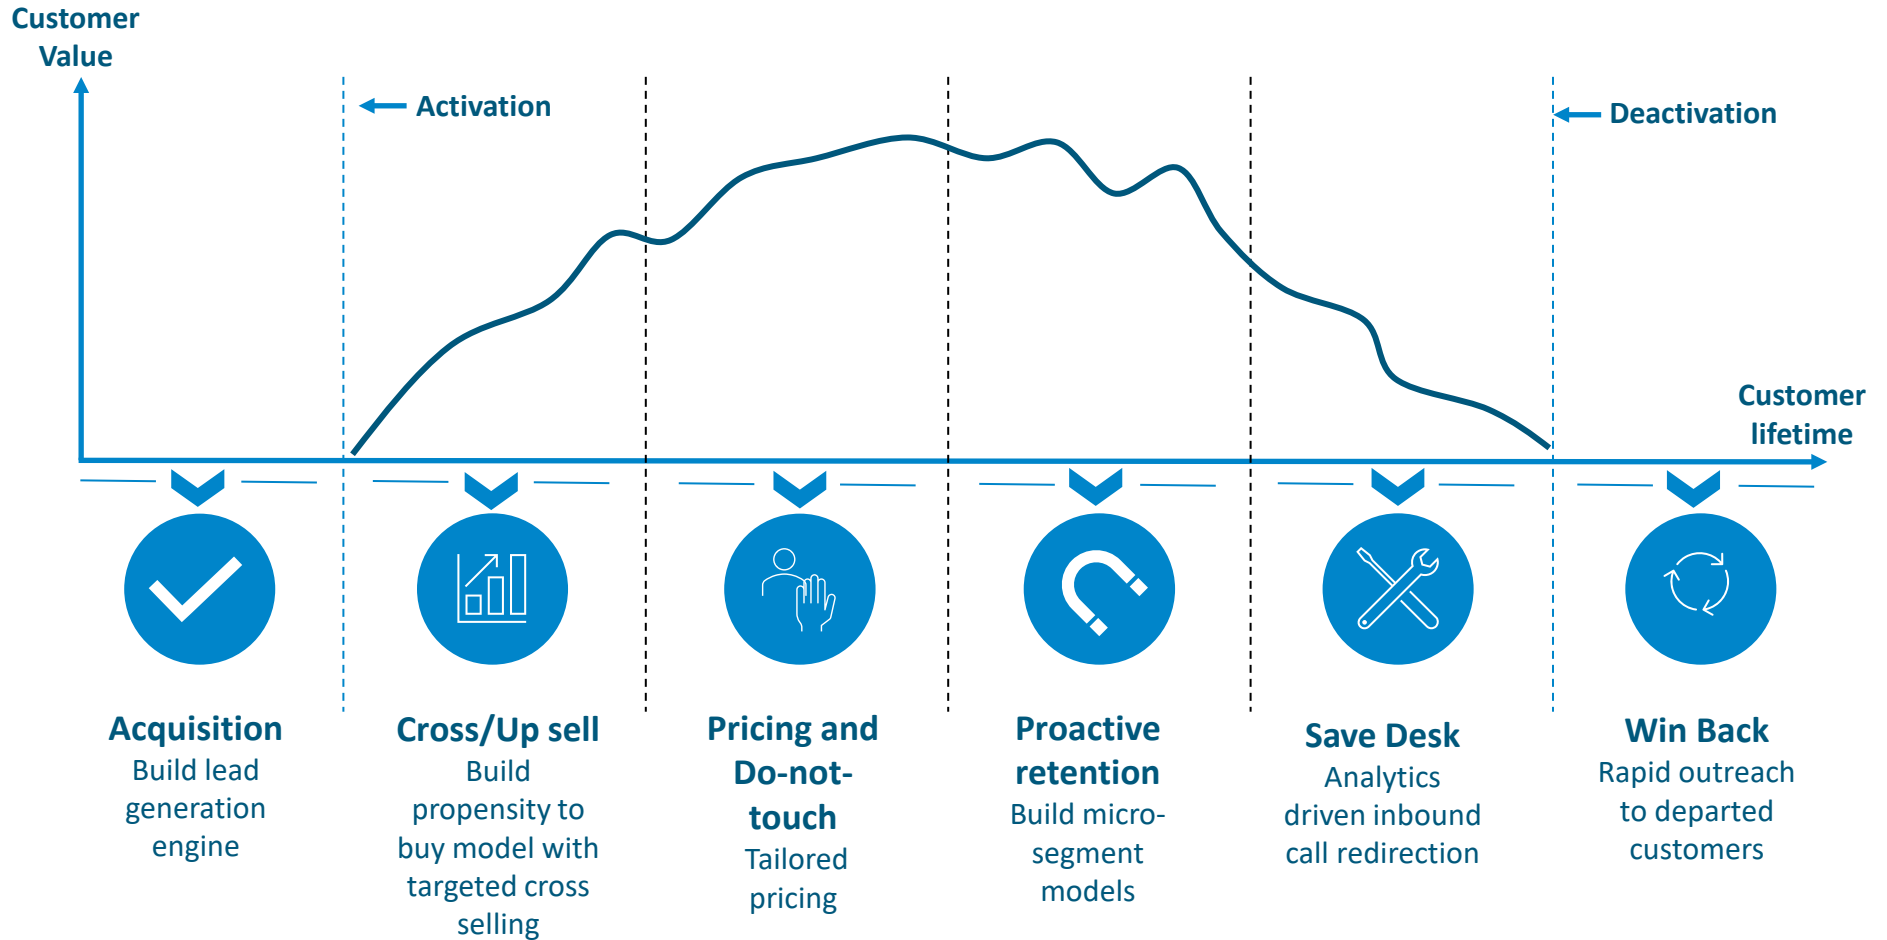 Customer
Value
Activation
Deactivation
Customer
lifetime
Acquisition
Build lead
generation
engine
Cross/Up sell
Build
propensity to
buy model with
targeted cross
selling
Pricing and
Do-not-
touch
Tailored
pricing
Proactive
retention
Build micro-
segment
models
Save Desk
Analytics
driven inbound
call redirection
Win Back
Rapid outreach
to departed
customers